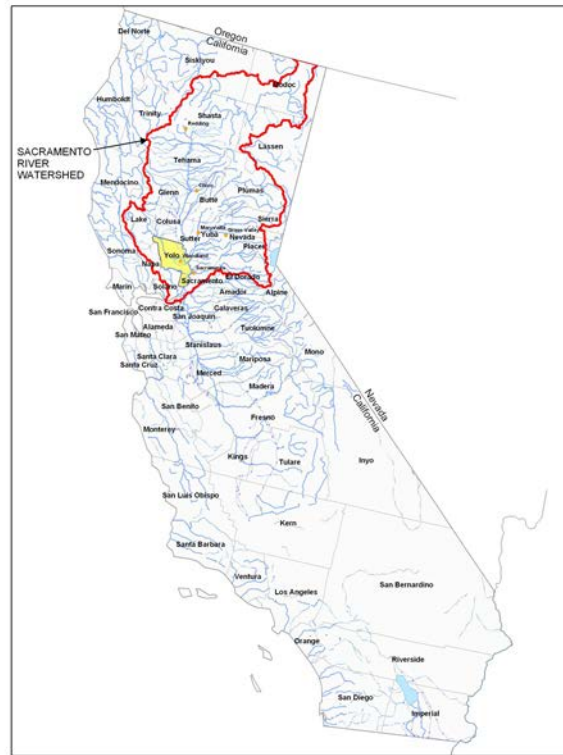 Del Norte
Oregon
California
Siskiyou
Modoc
Humboldt
Trinity
Shasta
Redding
SACRAMENTO
RIVER
WATERSHED
Lassen
Tehama
Mendocino
Glenn
Plumas
Butte
Lake
Colusa
Sierra
Sutter
Yuba
Nevada
Placer
Sonoma
Yolo
Napa
Sacramento
El Dorado
Solano
Sacramento
Marin
Amador
Alpine
Contra Costa
Calaveras
San Francisco
San Joaquin
Alameda
Tuolumne
San Mateo
Stanislaus
Mono
Santa Clara
Mariposa
Santa Cruz
Merced
Madera
Nevada
California
San Benito
Fresno
Monterey
Kings
Tulare
Inyo
San Luis Obispo
Kern
Santa Barbara
Ventura
San Bernardino
Los Angeles
Orange
Riverside
San Diego
Imperial